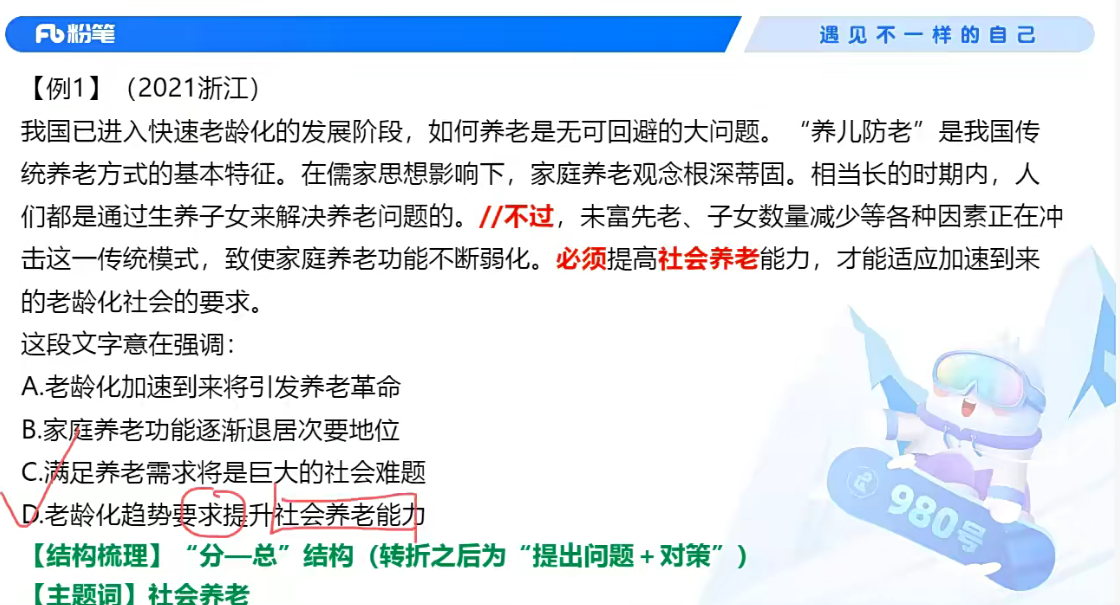 粉笔
遇见不一样的自己
【例1】（2021浙江）
我国已进入快速老龄化的发展阶段，如何养老是无可回避的大问题。“养儿防老”是我国传
统养老方式的基本特征。在儒家思想影响下，家庭养老观念根深蒂固。相当长的时期内，人
们都是通过生养子女来解决养老问题的。//不过，未富先老、子女数量减少等各种因素正在冲
击这一传统模式，致使家庭养老功能不断弱化。必须提高社会养老能力，才能适应加速到来
的老龄化社会的要求。
这段文字意在强调：
A.老龄化加速到来将引发养老革命
B.家庭养老功能逐渐退居次要地位
C.满足养老需求将是巨大的社会难题
D.老龄化趋势要求提升社会养老能力
980号
【结构梳理】“分—总”结构（转折之后为“提出问题+对策”）
【主题词】社会养老